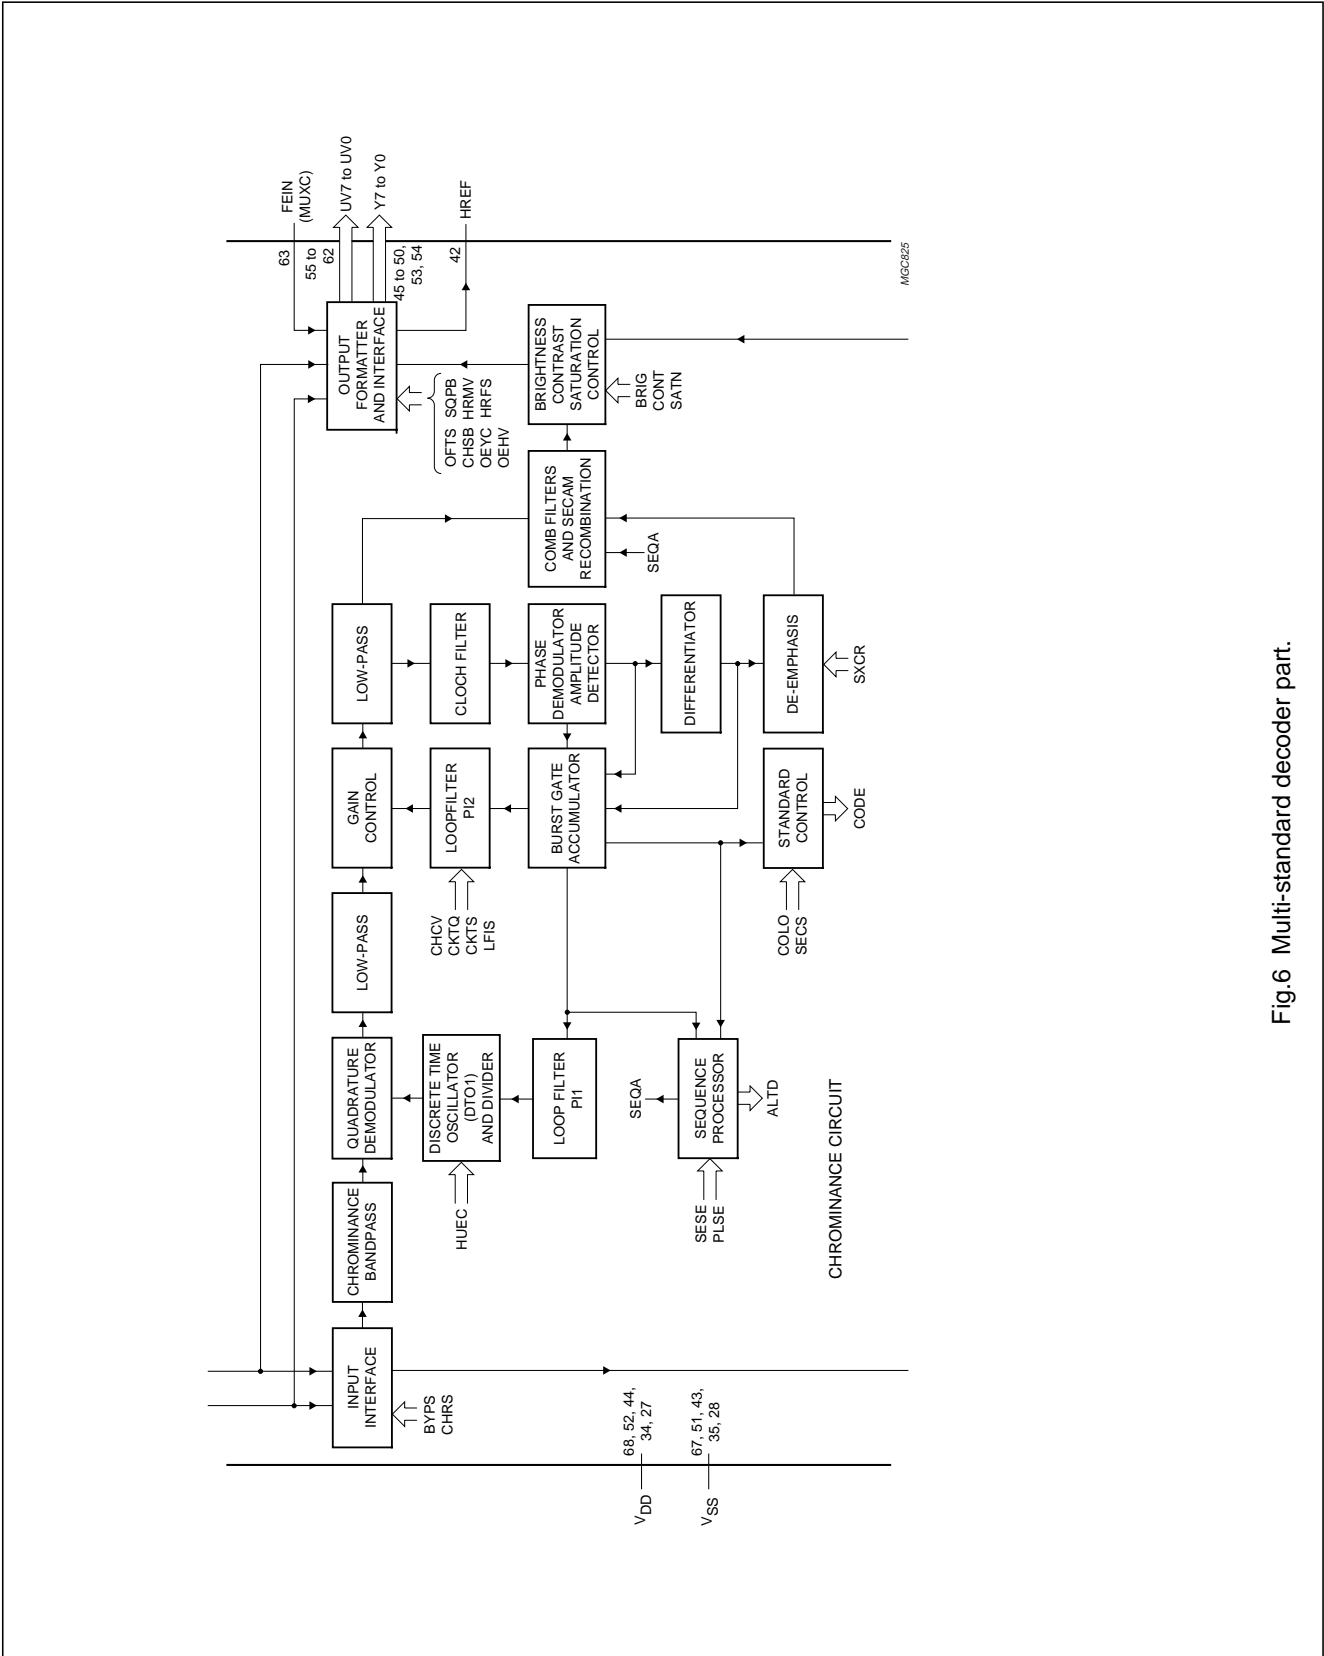 FEIN
(MUXC)
63
55 to
62
UV7 to UV0
Y7 to Y0
45 to 50,
53, 54
42
HREF
MGC825
OUTPUT
FORMATTER
AND INTERFACE
OFTS SQPB
CHSB HRMV
OEYC HRFS
OEHV
BRIGHTNESS
CONTRAST
SATURATION
CONTROL
BRIG
CONT
SATN
COMB FILTERS
AND SECAM
RECOMBINATION
SEQA
LOW-PASS
CLOCH FILTER
PHASE
DEMODULATOR
AMPLITUDE
DETECTOR
DIFFERENTIATOR
DE-EMPHASIS
SXCR
GAIN
CONTROL
LOOPFILTER
PI2
BURST GATE
ACCUMULATOR
STANDARD
CONTROL
CODE
CHCV
CKTQ
CKTS
LFIS
COLO
SECS
LOW-PASS
QUADRATURE
DEMODULATOR
DISCRETE TIME
OSCILLATOR
(DTO1)
AND DIVIDER
LOOP FILTER
PI1
SEQUENCE
PROCESSOR
SEQA
ALTD
HUEC
SESE
PLSE
CHROMINANCE
BANDPASS
CHROMINANCE CIRCUIT
INPUT
INTERFACE
BYPS
CHRS
68, 52, 44,
34, 27
67, 51, 43,
35, 28
VDD
VSS
Fig.6 Multi-standard decoder part.